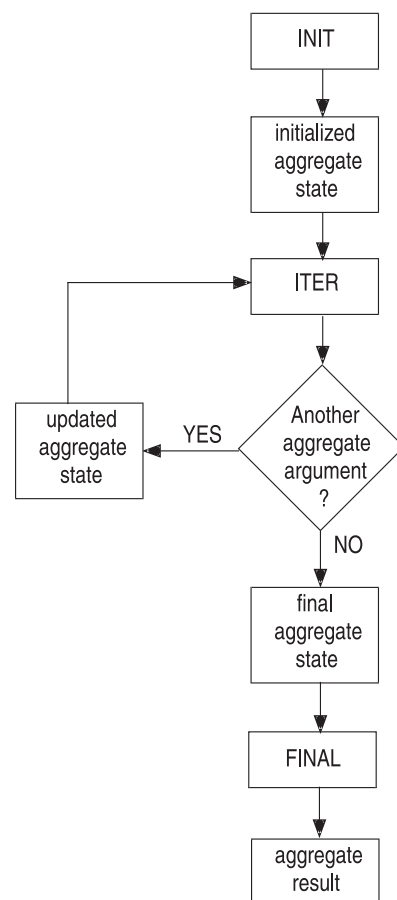 INIT
initialized
aggregate
state
ITER
Another
aggregate
argument
?
YES
updated
aggregate
state
NO
final
aggregate
state
FINAL
aggregate
result